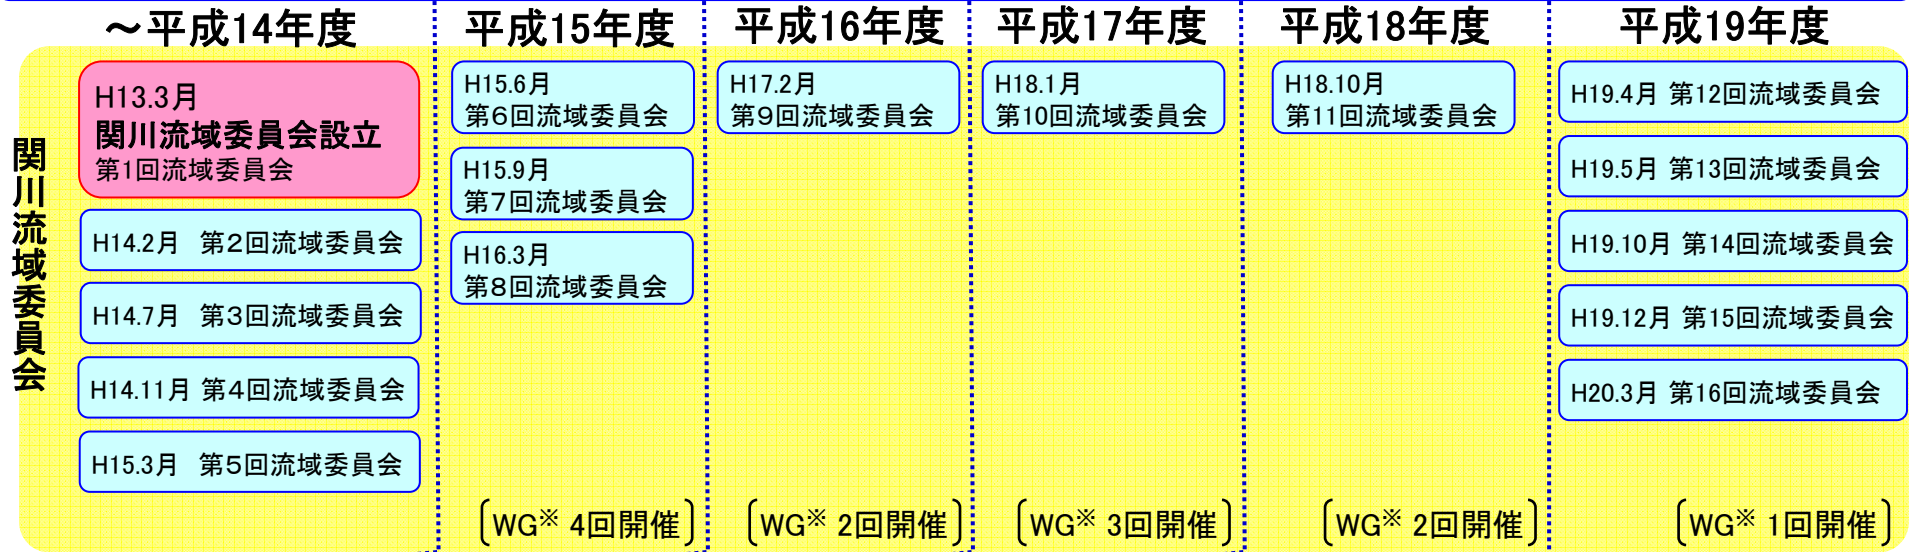 ～平成14年度
平成15年度
平成16年度
平成17年度
平成18年度
平成19年度
関川流域委員会
H13.3月
関川流域委員会設立
第1回流域委員会
H14.2月 第２回流域委員会
H14.7月 第３回流域委員会
H14.11月 第４回流域委員会
H15.3月 第５回流域委員会
H15.6月
第６回流域委員会
H15.9月
第７回流域委員会
H16.3月
第８回流域委員会
〔WG※ 4回開催〕
H17.2月
第９回流域委員会
〔WG※ 2回開催〕
H18.1月
第10回流域委員会
〔WG※ 3回開催〕
H18.10月
第11回流域委員会
〔WG※ 2回開催〕
H19.4月 第12回流域委員会
H19.5月 第13回流域委員会
H19.10月 第14回流域委員会
H19.12月 第15回流域委員会
H20.3月 第16回流域委員会
〔WG※ 1回開催〕